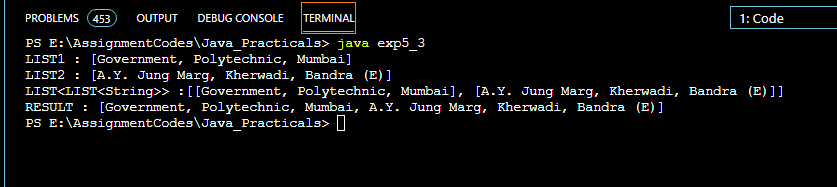 PROBLEMS 453 OUTPUT DEBUG CONSOLE TERMINAL 1: Code
PS E:\AssignmentCodes\Java_Practicals> java exp5_3
LIST1 : [Government, Polytechnic, Mumbai]
LIST2 : [A.Y. Jung Marg, Kherwadi, Bandra (E)]
LIST<LIST<String>> :[[Government, Polytechnic, Mumbai], [A.Y. Jung Marg, Kherwadi, Bandra (E)]]
RESULT : [Government, Polytechnic, Mumbai, A.Y. Jung Marg, Kherwadi, Bandra (E)]
PS E:\AssignmentCodes\Java_Practicals>